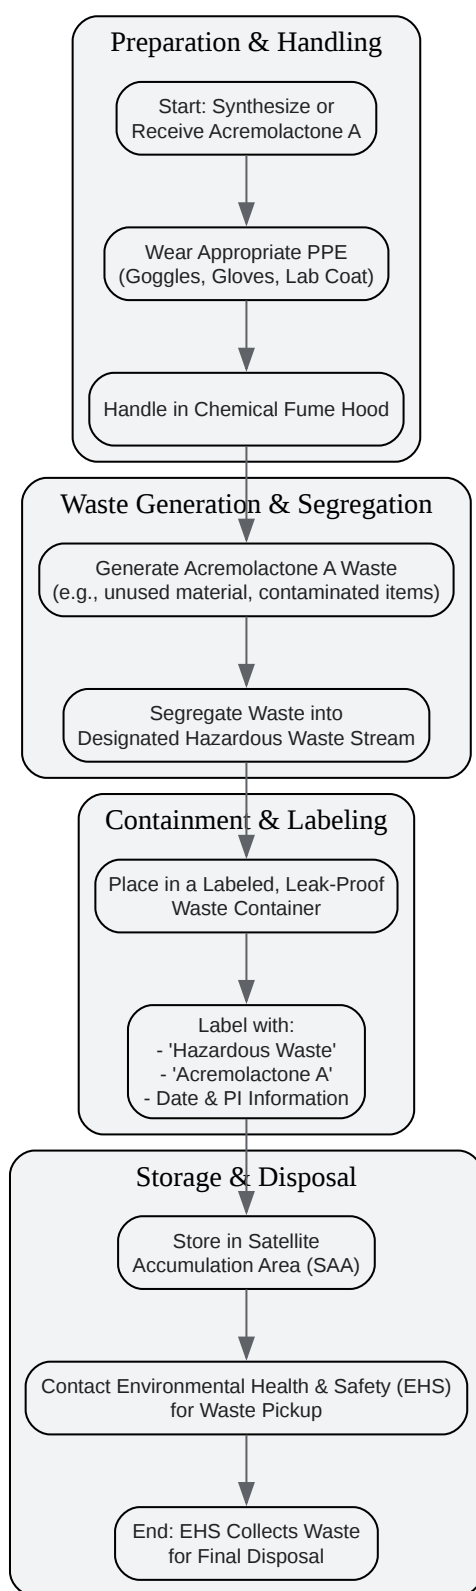 Preparation & Handling
Start: Synthesize or
Receive Acremolactone A
Wear Appropriate PPE
(Goggles, Gloves, Lab Coat)
Handle in Chemical Fume Hood
Waste Generation & Segregation
Generate Acremolactone A Waste
(e.g., unused material, contaminated items)
Segregate Waste into
Designated Hazardous Waste Stream
Containment & Labeling
Place in a Labeled, Leak-Proof
Waste Container
Label with:
- 'Hazardous Waste'
- 'Acremolactone A'
- Date & PI Information
Storage & Disposal
Store in Satellite
Accumulation Area (SAA)
Contact Environmental Health & Safety (EHS)
for Waste Pickup
End: EHS Collects Waste
for Final Disposal